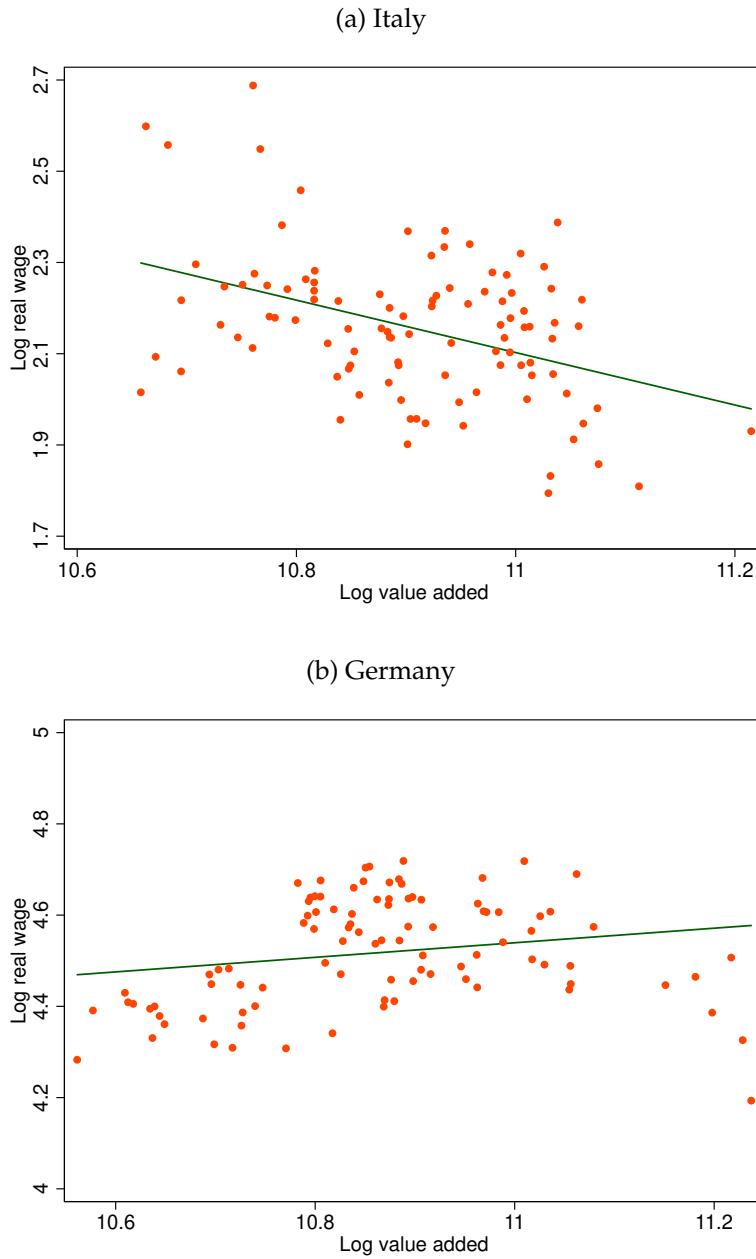 (a) Italy
2.7
2.5
2.3
2.1
1.9
1.7
Log real wage
10.6 10.8 11 11.2
Log value added
(b) Germany
5
4.8
4.6
4.4
4.2
4
Log real wage
10.6 10.8 11 11.2
Log value added